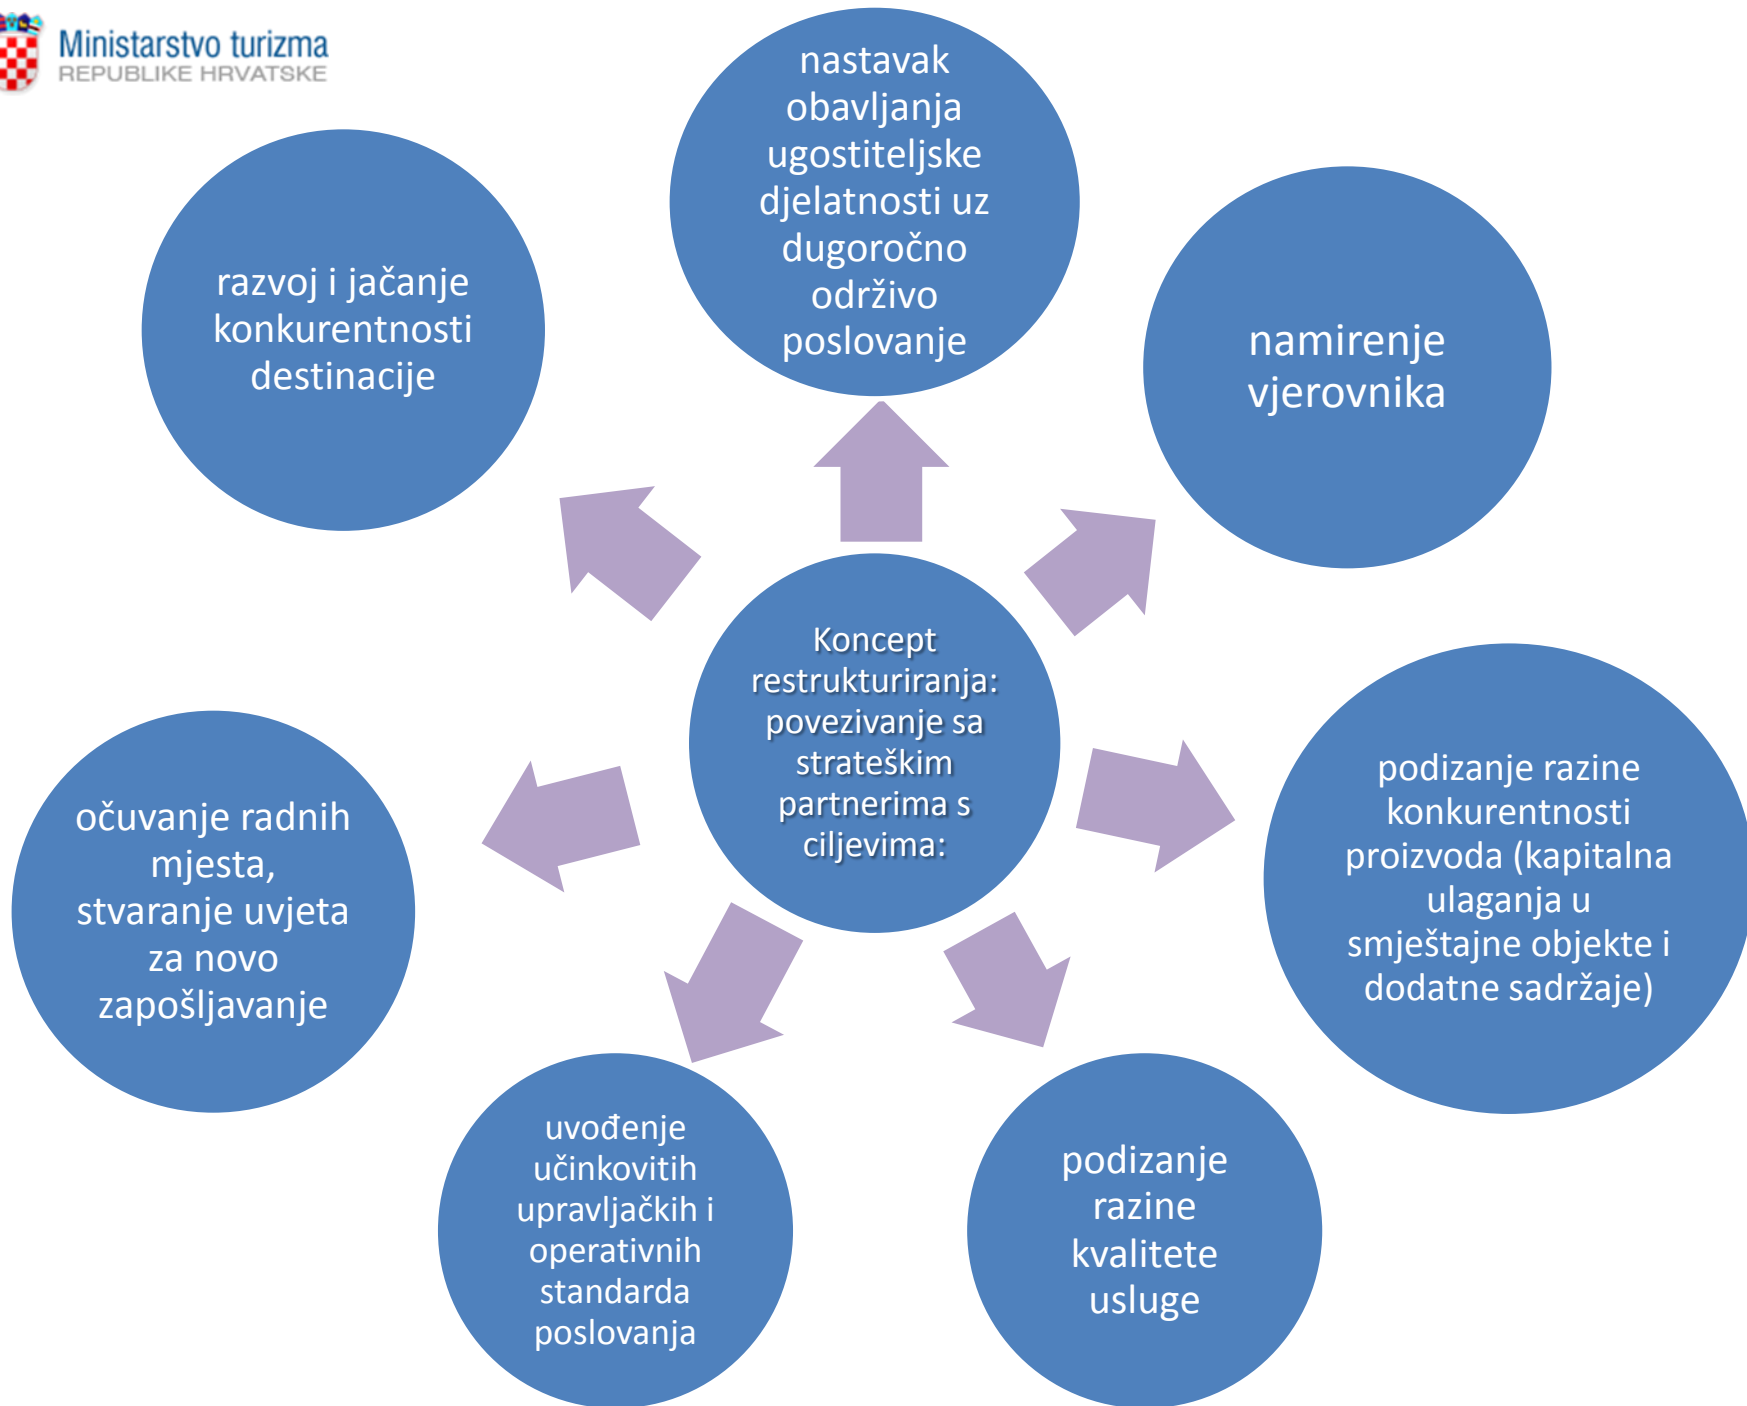 Ministarstvo turizma
REPUBLIKE HRVATSKE
nastavak
obavljanja
ugostiteljske
djelatnosti uz
dugoročno
održivo
poslovanje
namirenje
vjerovnika
podizanje razine
konkurentnosti
proizvoda (kapitalna
ulaganja u
smještajne objekte i
dodatne sadržaje)
podizanje
razine
kvalitete
usluge
uvođenje
učinkovitih
upravljačkih i
operativnih
standarda
poslovanja
očuvanje radnih
mjesta,
stvaranje uvjeta
za novo
zapošljavanje
razvoj i jačanje
konkurentnosti
destinacije
Koncept
restrukturiranja:
povezivanje sa
strateškim
partnerima s
ciljevima: